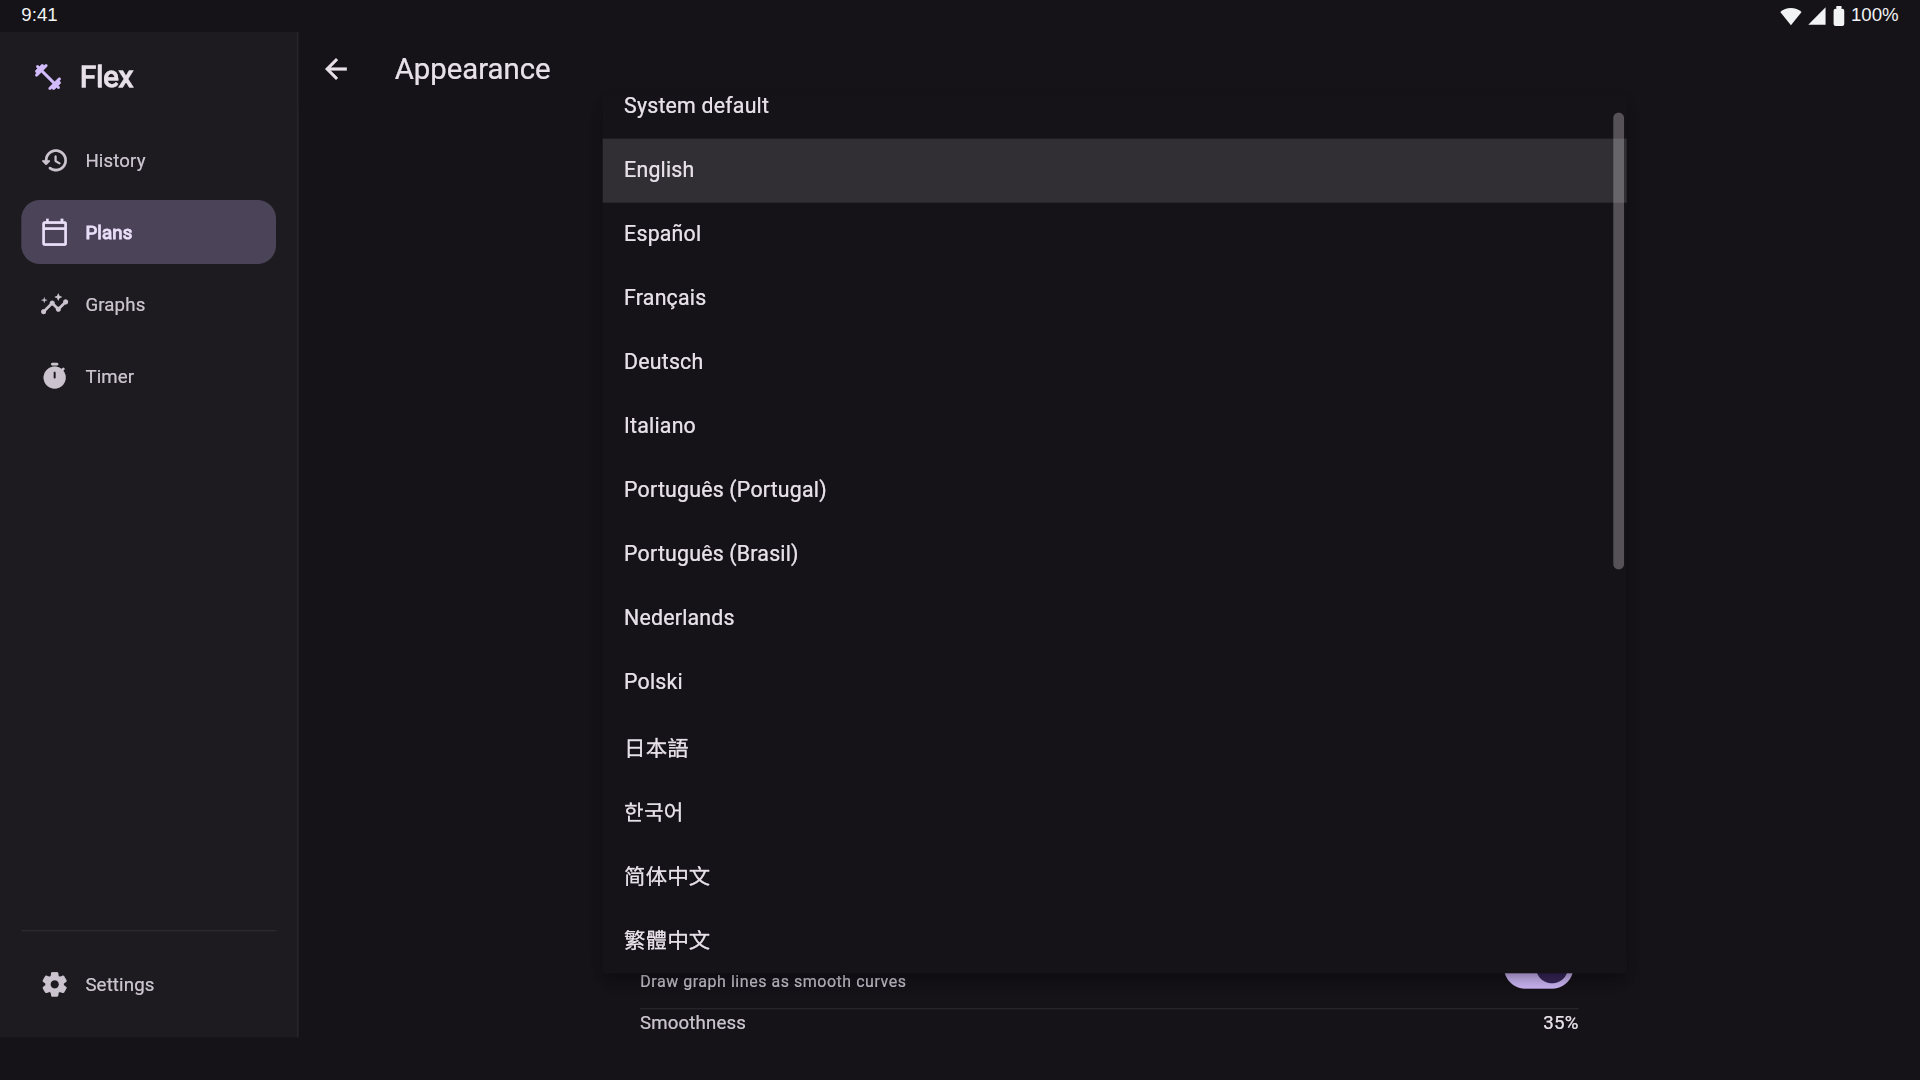 9:41
100%
Flex
History
Plans
Graphs
Timer
Settings
Appearance
System default
English
Español
Français
Deutsch
Italiano
Português (Portugal)
Português (Brasil)
Nederlands
Polski
日本語
한국어
简体中文
繁體中文
Draw graph lines as smooth curves
Smoothness
35%